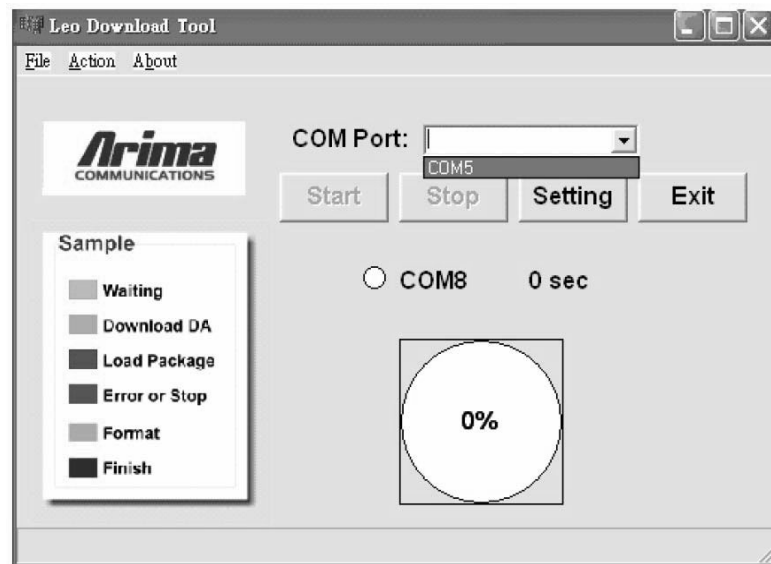 Leo Download Tool
File Action About
Arima
COMMUNICATIONS
COM Port:
COM5
Start Stop Setting Exit
Sample
Waiting
Download DA
Load Package
Error or Stop
Format
Finish
COM8 0 sec
0%